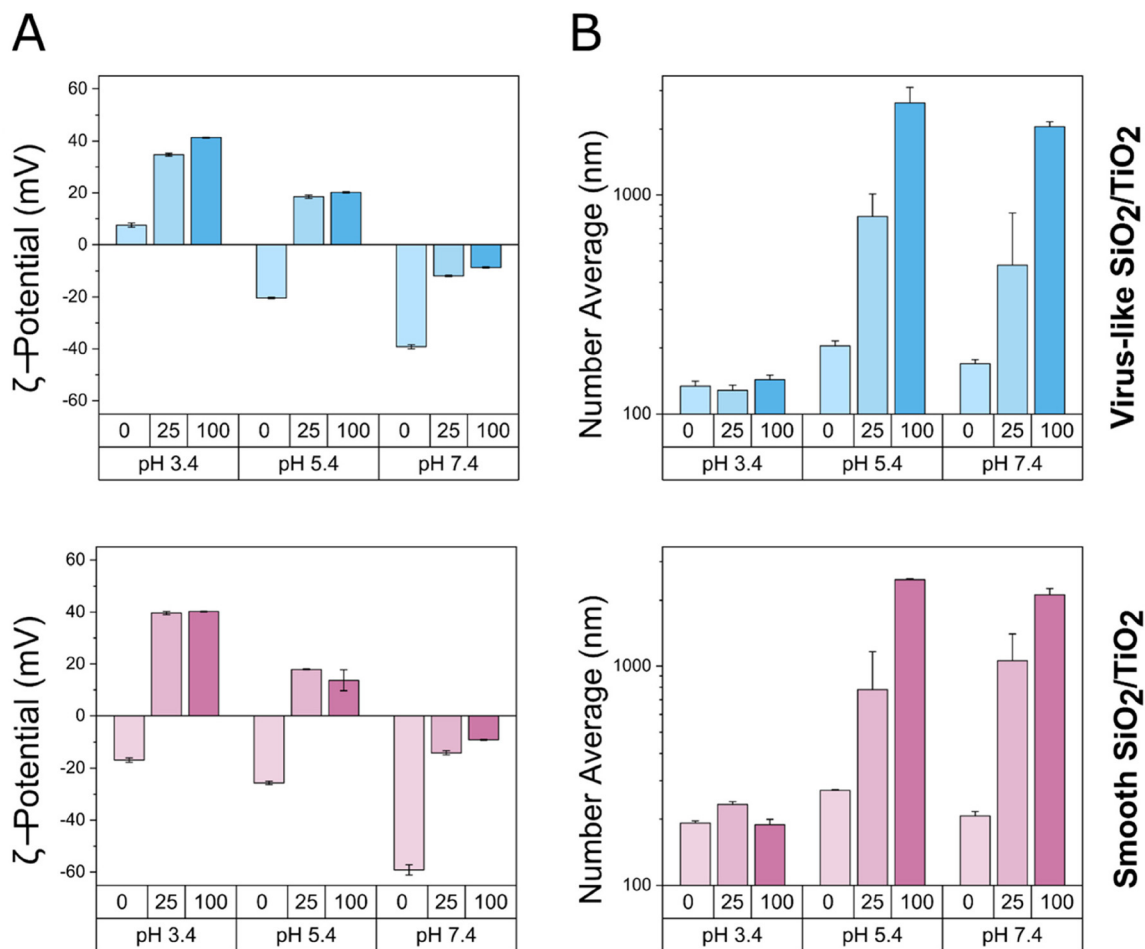 A
B
60
40
20
0
-20
-40
-60
ζ–Potential (mV)
0 25 100 0 25 100 0 25 100
pH 3.4 pH 5.4 pH 7.4
1000
100
Number Average (nm)
0 25 100 0 25 100 0 25 100
pH 3.4 pH 5.4 pH 7.4
Virus-like SiO2/TiO2
60
40
20
0
-20
-40
-60
ζ–Potential (mV)
0 25 100 0 25 100 0 25 100
pH 3.4 pH 5.4 pH 7.4
1000
100
Number Average (nm)
0 25 100 0 25 100 0 25 100
pH 3.4 pH 5.4 pH 7.4
Smooth SiO2/TiO2